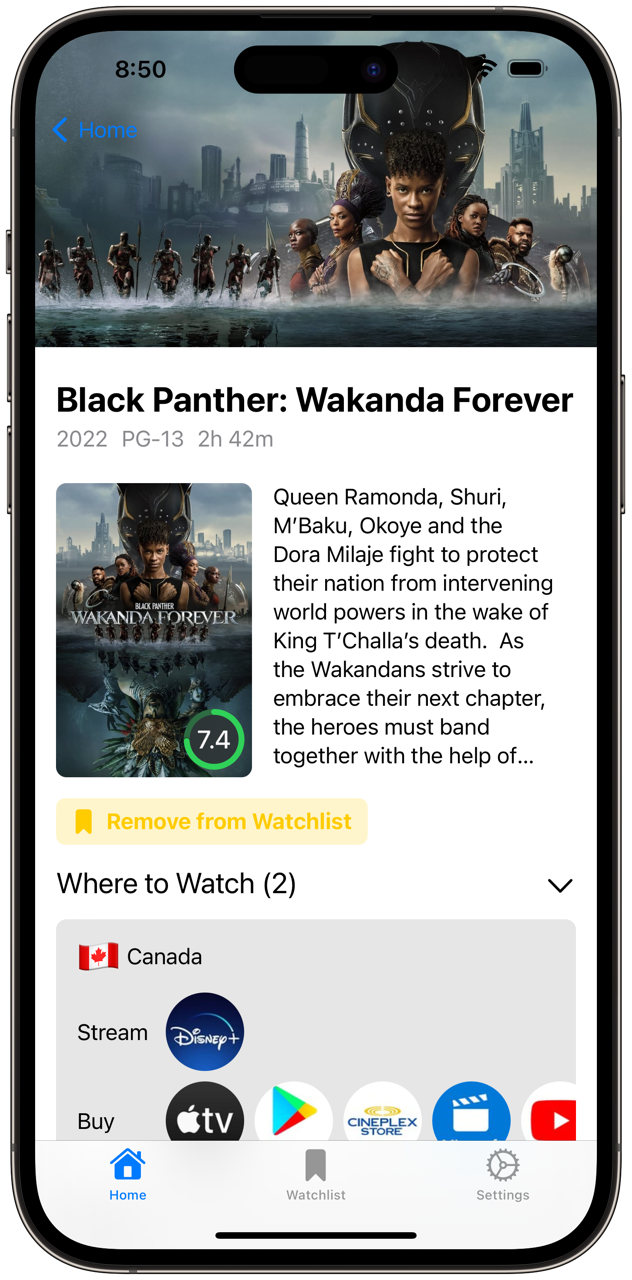 8:50
Home
Black Panther: Wakanda Forever
2022 PG-13 2h 42m
Queen Ramonda, Shuri,
M’Baku, Okoye and the
Dora Milaje fight to protect
their nation from intervening
world powers in the wake of
King T’Challa’s death.  As
the Wakandans strive to
embrace their next chapter,
the heroes must band
together with the help of...
BLACK PANTHER
WAKANDA FOREVER
7.4
Remove from Watchlist
Where to Watch (2)
Canada
Stream
Disney+
Buy
tv
CINEPLEX
STORE
Home
Watchlist
Settings